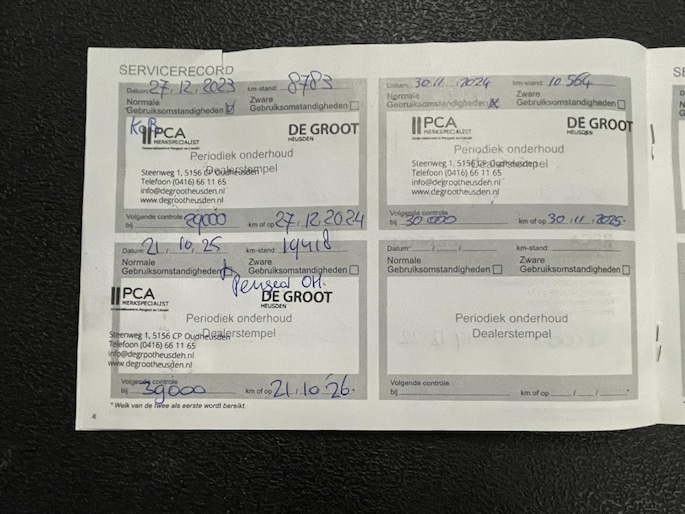 SERVICERECORD
Datum: 27, 12, 2023 km-stand: 8783
Normale Gebruiksomstandigheden
Zware Gebruiksomstandigheden
PCA
MERKSPECIALIST
DE GROOT
HEUSDEN
Periodiek onderhoud
Dealerstempel
Steenweg 1, 5156 CP Oudheusden
Telefoon (0416) 66 11 65
info@degrootheusden.nl
www.degrootheusden.nl
Volgende controle
bij 29000 km of op 27, 12, 2024
Datum: 30, 11, 2024 km-stand: 10.564
Normale Gebruiksomstandigheden
Zware Gebruiksomstandigheden
PCA
MERKSPECIALIST
DE GROOT
HEUSDEN
Periodiek onderhoud
Dealerstempel
Steenweg 1, 5156 CP Oudheusden
Telefoon (0416) 66 11 65
info@degrootheusden.nl
www.degrootheusden.nl
Volgende controle
bij 30.000 km of op 30, 11, 2025.
Datum: 21, 10, 25 km-stand: 19418
Normale Gebruiksomstandigheden
Zware Gebruiksomstandigheden
Peugeot OH.
PCA
MERKSPECIALIST
DE GROOT
HEUSDEN
Periodiek onderhoud
Dealerstempel
Steenweg 1, 5156 CP Oudheusden
Telefoon (0416) 66 11 65
info@degrootheusden.nl
www.degrootheusden.nl
Volgende controle
bij 39000 km of op 21, 10, 26.
Datum: km-stand:
Normale Gebruiksomstandigheden
Zware Gebruiksomstandigheden
Periodiek onderhoud
Dealerstempel
Volgende controle
bij km of op
* Welk van de twee als eerste wordt bereikt.
4